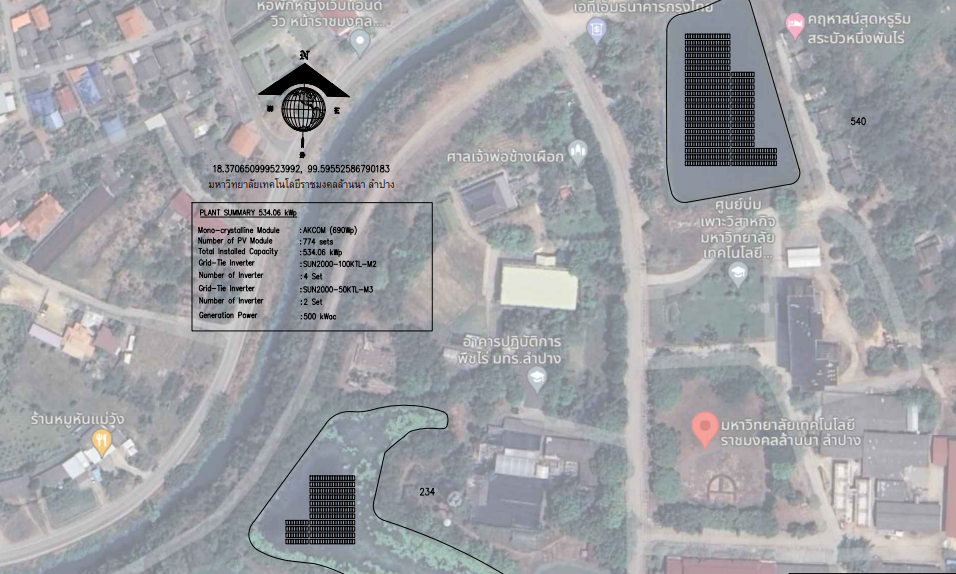 หอพักหญิงเว็บแอนด์
วิว หน้าราชมงคล...
เอทีเอ็มธนาคารกรุงไทย
คฤหาสน์สุดหรูริม
สระบัวหนึ่งพันไร่
N
E
540
ศาลเจ้าพ่อช้างเผือก
18.370650999523992, 99.59552586790183
มหาวิทยาลัยเทคโนโลยีราชมงคลล้านนา ลำปาง
PLANT SUMMARY 534.06 kWp
Mono-crystalline Module :AKCOM (690Wp)
Number of PV Module :774 sets
Total Installed Capacity :534.06 kWp
Grid-Tie Inverter :SUN2000-100KTL-M2
Number of Inverter :4 Set
Grid-Tie Inverter :SUN2000-50KTL-M3
Number of Inverter :2 Set
Generation Power :500 kWac
ศูนย์บ่ม
เพาะวิสาหกิจ
มหาวิทยาลัย
เทคโนโลยี...
อาคารปฏิบัติการ
พืชไร่ มทร.ลำปาง
ร้านหมูหันแม่วัง
มหาวิทยาลัยเทคโนโลยี
ราชมงคลล้านนา ลำปาง
234